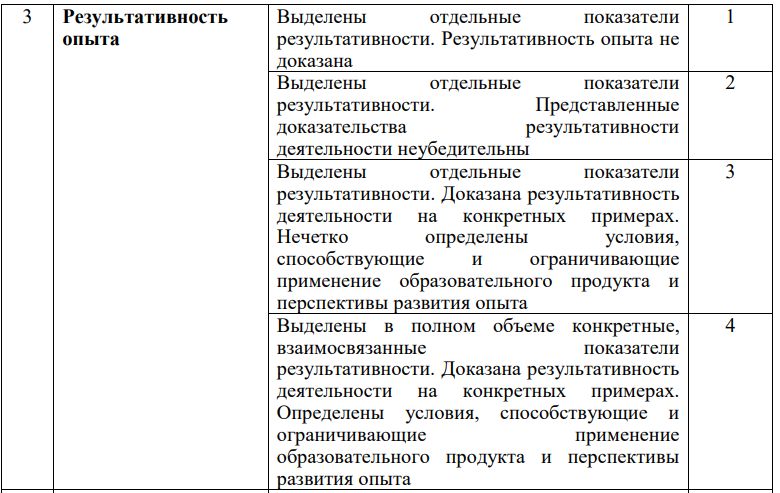 3 Результативность опыта
Выделены отдельные показатели
результативности. Результативность опыта не
доказана
1
Выделены отдельные показатели
результативности. Представленные
доказательства результативности
деятельности неубедительны
2
Выделены отдельные показатели
результативности. Доказана результативность
деятельности на конкретных примерах.
Нечетко определены условия,
способствующие и ограничивающие
применение образовательного продукта и
перспективы развития опыта
3
Выделены в полном объеме конкретные,
взаимосвязанные показатели
результативности. Доказана результативность
деятельности на конкретных примерах.
Определены условия, способствующие и
ограничивающие применение
образовательного продукта и перспективы
развития опыта
4